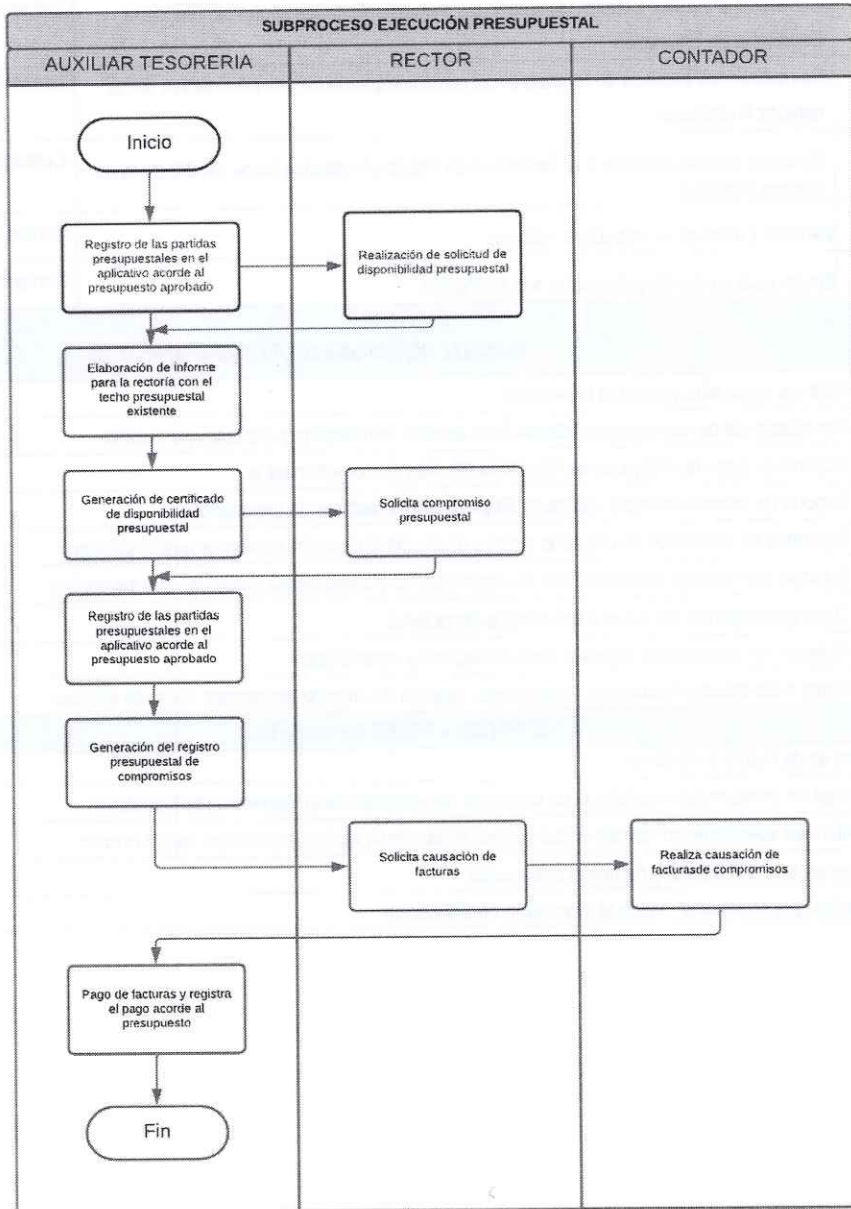 SUBPROCESO EJECUCIÓN PRESUPUESTAL
AUXILIAR TESORERIA
RECTOR
CONTADOR
Inicio
Registro de las partidas
presupuestales en el
aplicativo acorde al
presupuesto aprobado
Realización de solicitud de
disponibilidad presupuestal
Elaboración de informe
para la rectoría con el
techo presupuestal
existente
Generación de certificado
de disponibilidad
presupuestal
Solicita compromiso
presupuestal
Registro de las partidas
presupuestales en el
aplicativo acorde al
presupuesto aprobado
Generación del registro
presupuestal de
compromisos
Solicita causación de
facturas
Realiza causación de
facturasde compromisos
Pago de facturas y registra
el pago acorde al
presupuesto
Fin